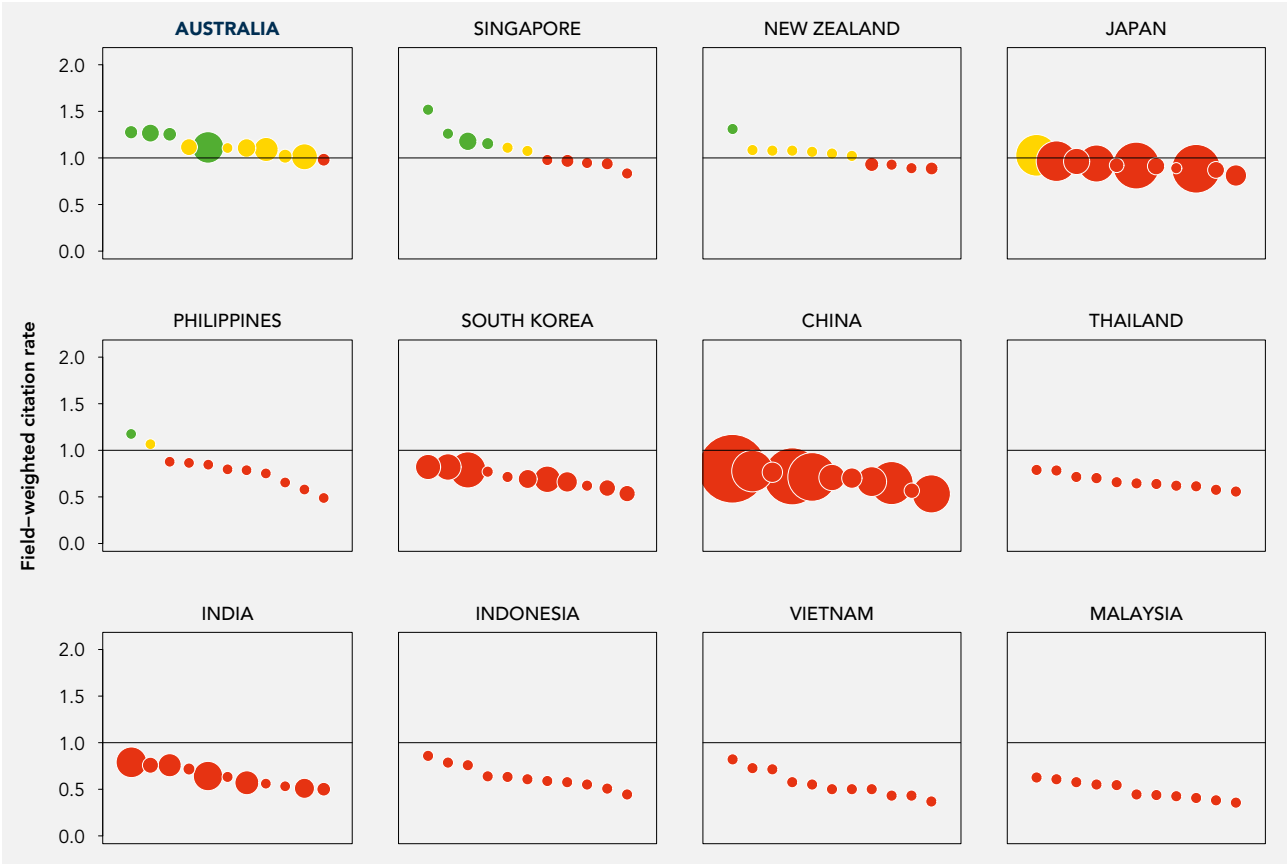 AUSTRALIA
SINGAPORE
NEW ZEALAND
JAPAN
2.0
1.5
1.0
0.5
0.0
PHILIPPINES
SOUTH KOREA
CHINA
THAILAND
Field–weighted citation rate
2.0
1.5
1.0
0.5
0.0
INDIA
INDONESIA
VIETNAM
MALAYSIA
2.0
1.5
1.0
0.5
0.0